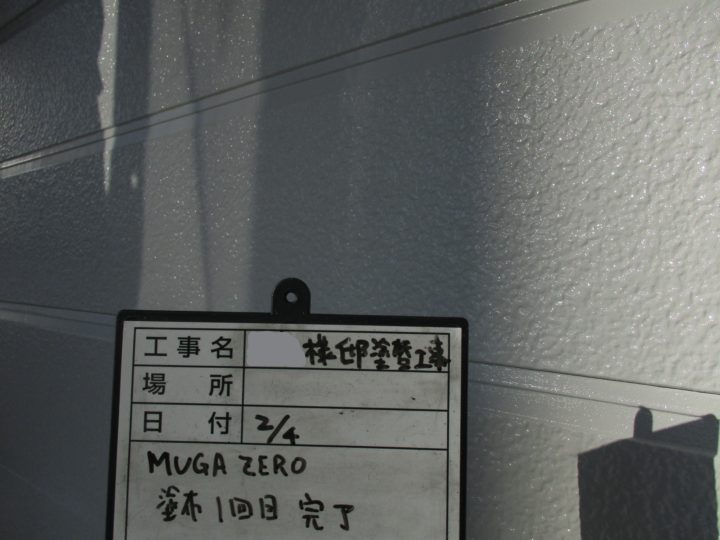 工事名 様邸塗替工事
場所
日付 2/4
MUGA ZERO
塗布1回目 完了